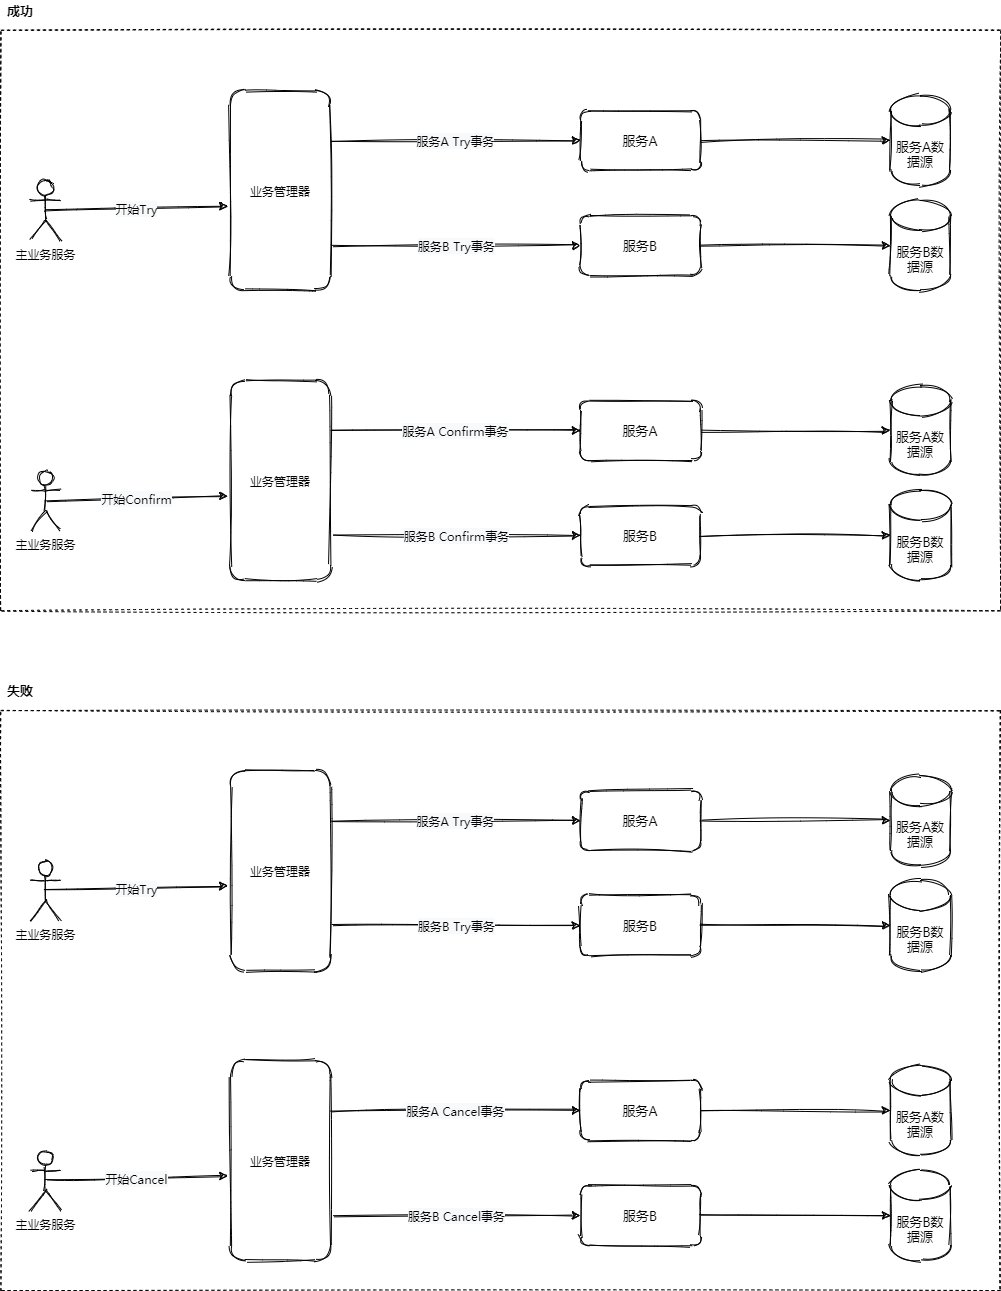 成功
服务A Try事务
服务A
服务A数
据源
业务管理器
开始Try
主业务服务
服务B Try事务
服务B
服务B数
据源
服务A Confirm事务
服务A
服务A数
据源
业务管理器
开始Confirm
主业务服务
服务B Confirm事务
服务B
服务B数
据源
失败
服务A Try事务
服务A
服务A数
据源
业务管理器
开始Try
主业务服务
服务B Try事务
服务B
服务B数
据源
服务A Cancel事务
服务A
服务A数
据源
业务管理器
开始Cancel
主业务服务
服务B Cancel事务
服务B
服务B数
据源